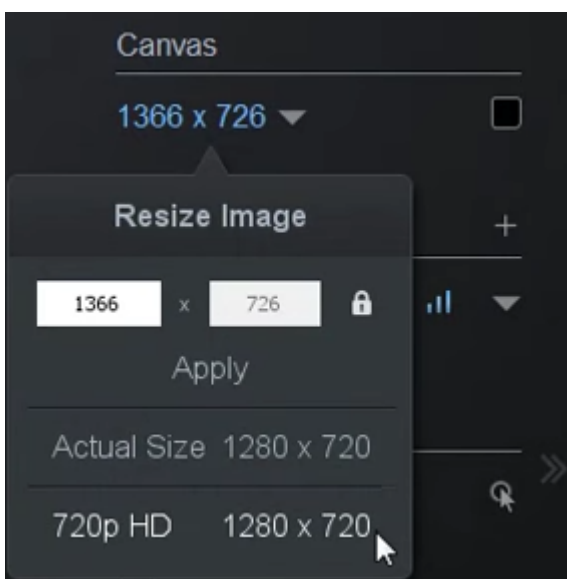 Canvas
1366 x 726
Resize Image
1366 x 726
Apply
Actual Size 1280 x 720
720p HD 1280 x 720